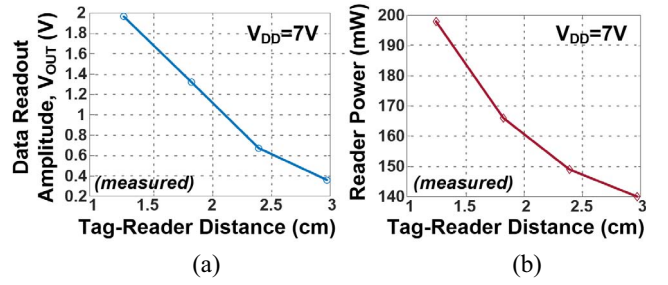 Data Readout
Amplitude, VOUT (V)
2
1.8
1.6
1.4
1.2
1
0.8
0.6
0.4
0.2
VDD=7V
(measured)
1
1.5
2
2.5
3
Tag-Reader Distance (cm)
(a)
Reader Power (mW)
200
190
180
170
160
150
140
VDD=7V
(measured)
1
1.5
2
2.5
3
Tag-Reader Distance (cm)
(b)